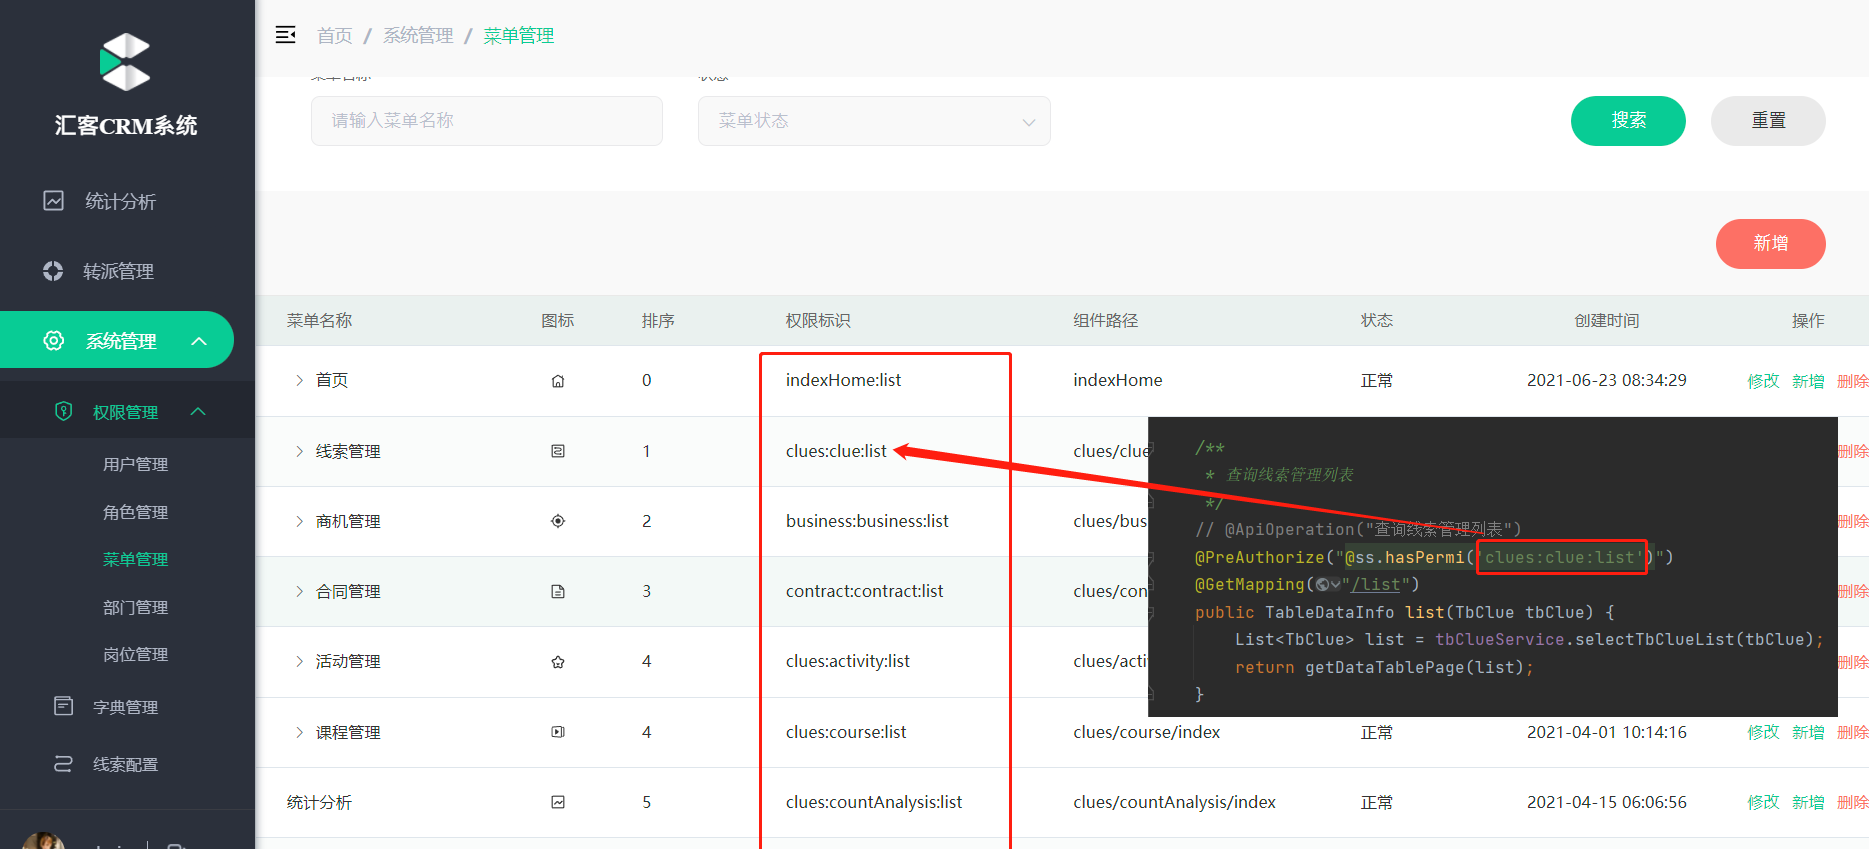 汇客CRM系统
统计分析
转派管理
系统管理
权限管理
用户管理
角色管理
菜单管理
部门管理
岗位管理
字典管理
线索配置
首页 / 系统管理 / 菜单管理
菜单名称 状态
请输入菜单名称 菜单状态 搜索 重置
新增
菜单名称 图标 排序 权限标识 组件路径 状态 创建时间 操作
首页 0 indexHome:list indexHome 正常 2021-06-23 08:34:29 修改 新增 删除
线索管理 1 clues:clue:list clues/clue 删除
商机管理 2 business:business:list clues/bus 删除
合同管理 3 contract:contract:list clues/con 删除
活动管理 4 clues:activity:list clues/acti 删除
课程管理 4 clues:course:list clues/course/index 正常 2021-04-01 10:14:16 修改 新增 删除
统计分析 5 clues:countAnalysis:list clues/countAnalysis/index 正常 2021-04-15 06:06:56 修改 新增 删除
/**
* 查询线索管理列表
*/
// @ApiOperation("查询线索管理列表")
@PreAuthorize("@ss.hasPermi('clues:clue:list')")
@GetMapping("/list")
public TableDataInfo list(TbClue tbClue) {
List<TbClue> list = tbClueService.selectTbClueList(tbClue);
return getDataTablePage(list);
}